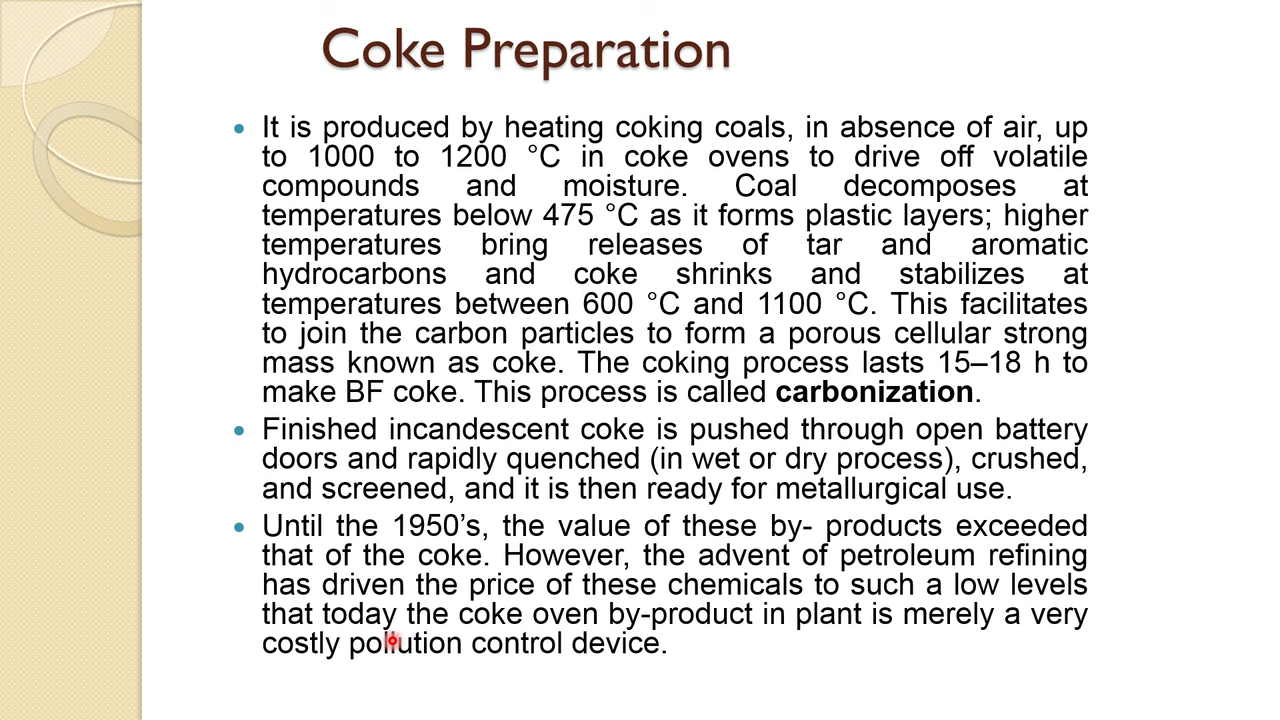 Coke Preparation
• It is produced by heating coking coals, in absence of air, up
to 1000 to 1200 °C in coke ovens to drive off volatile
compounds and moisture. Coal decomposes at
temperatures below 475 °C as it forms plastic layers; higher
temperatures bring releases of tar and aromatic
hydrocarbons and coke shrinks and stabilizes at
temperatures between 600 °C and 1100 °C. This facilitates
to join the carbon particles to form a porous cellular strong
mass known as coke. The coking process lasts 15–18 h to
make BF coke. This process is called carbonization.
• Finished incandescent coke is pushed through open battery
doors and rapidly quenched (in wet or dry process), crushed,
and screened, and it is then ready for metallurgical use.
• Until the 1950’s, the value of these by- products exceeded
that of the coke. However, the advent of petroleum refining
has driven the price of these chemicals to such a low levels
that today the coke oven by-product in plant is merely a very
costly pollution control device.